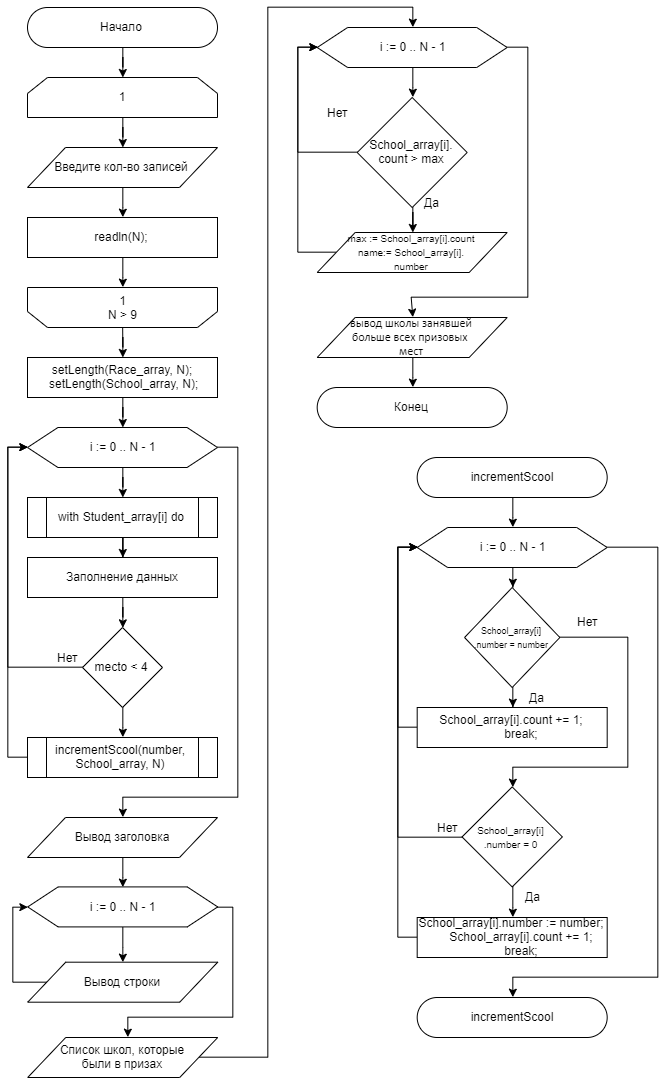 Начало
1
Введите кол-во записей
readln(N);
1
N > 9
setLength(Race_array, N);
setLength(School_array, N);
i := 0 .. N - 1
with Student_array[i] do
Заполнение данных
Нет
mecto < 4
incrementScool(number,
School_array, N)
Вывод заголовка
i := 0 .. N - 1
Вывод строки
Список школ, которые
были в призах
i := 0 .. N - 1
Нет
School_array[i].
count > max
Да
max := School_array[i].count
name:= School_array[i].
number
вывод школы занявшей
больше всех призовых
мест
Конец
incrementScool
i := 0 .. N - 1
Нет
School_array[i]
number = number
Да
School_array[i].count += 1;
break;
Нет
School_array[i]
.number = 0
Да
School_array[i].number := number;
School_array[i].count += 1;
break;
incrementScool